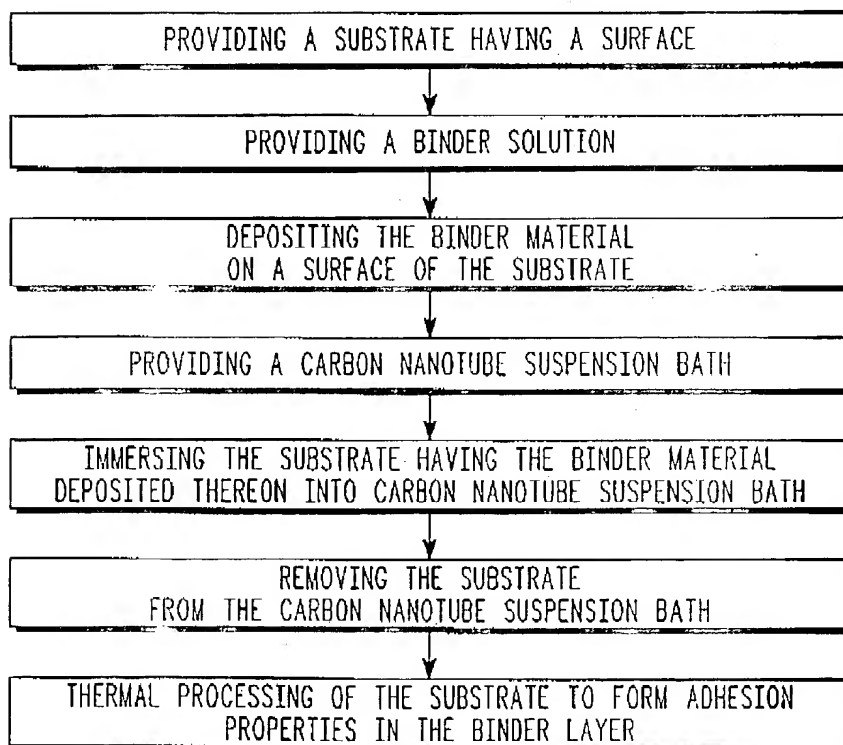 PROVIDING A SUBSTRATE HAVING A SURFACE
PROVIDING A BINDER SOLUTION
DEPOSITING THE BINDER MATERIAL
ON A SURFACE OF THE SUBSTRATE
PROVIDING A CARBON NANOTUBE SUSPENSION BATH
IMMERSING THE SUBSTRATE HAVING THE BINDER MATERIAL
DEPOSITED THEREON INTO CARBON NANOTUBE SUSPENSION BATH
REMOVING THE SUBSTRATE
FROM THE CARBON NANOTUBE SUSPENSION BATH
THERMAL PROCESSING OF THE SUBSTRATE TO FORM ADHESION
PROPERTIES IN THE BINDER LAYER